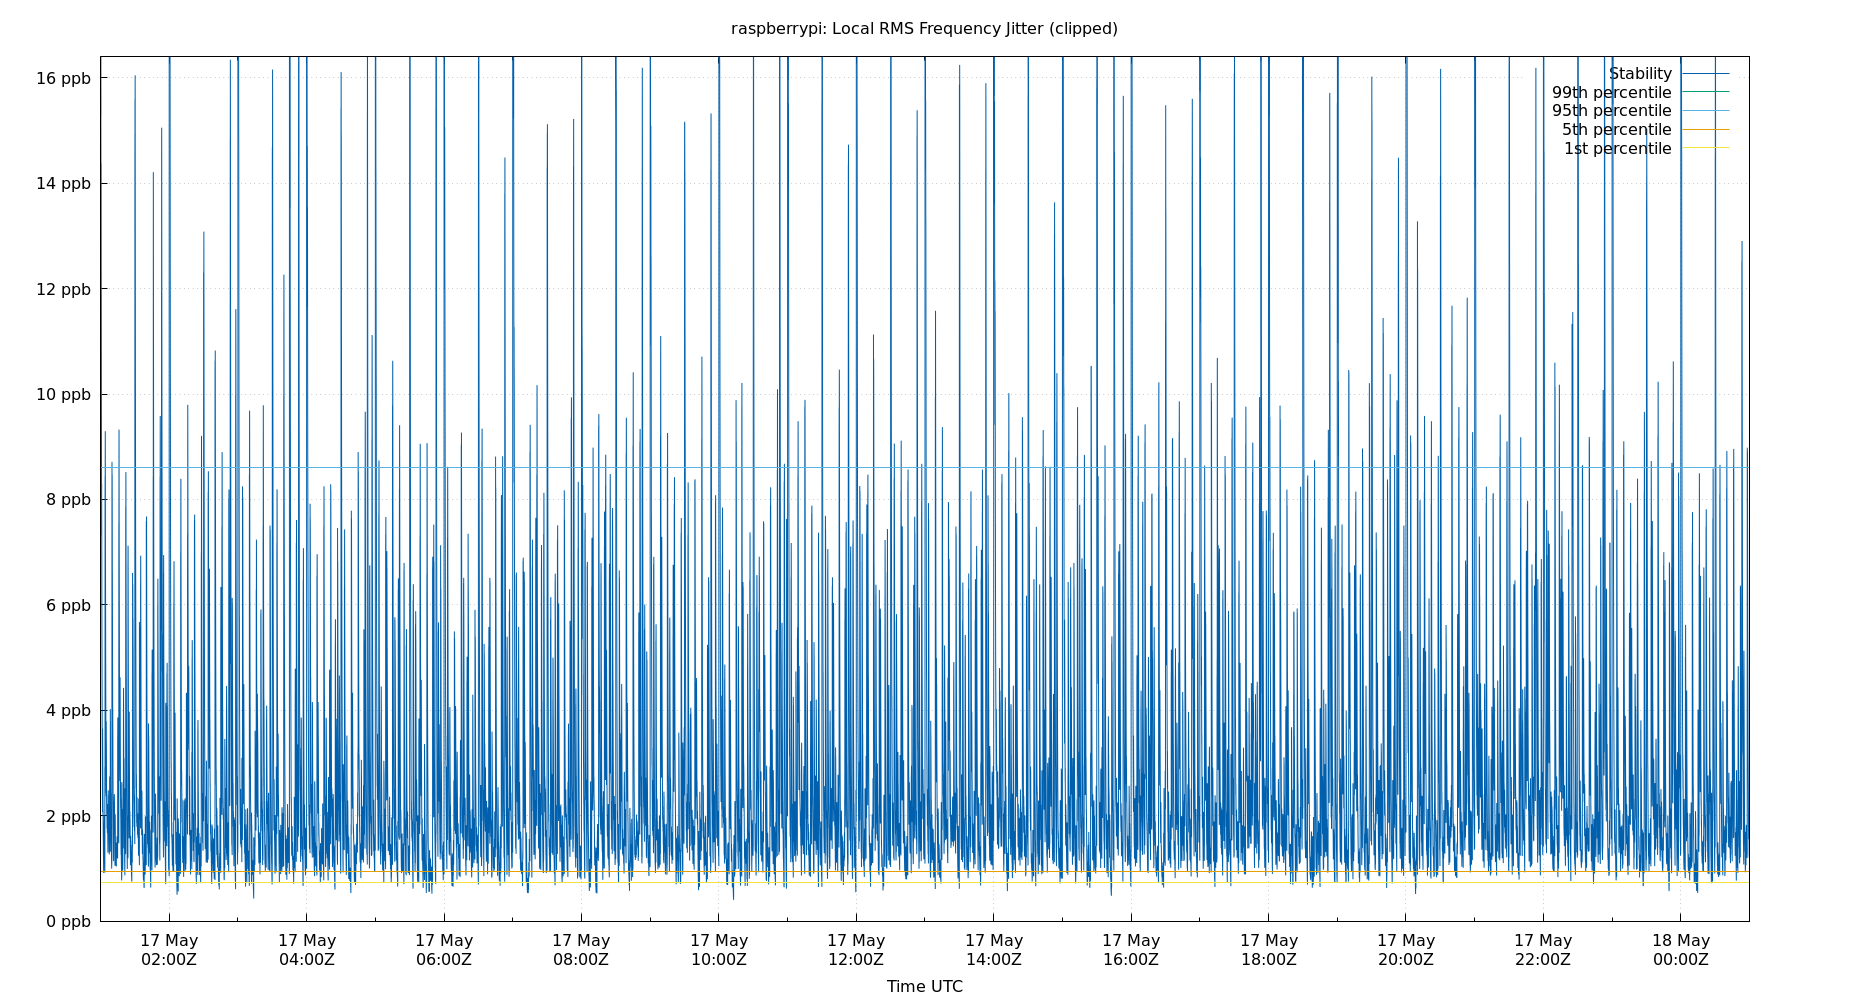 raspberrypi: Local RMS Frequency Jitter (clipped)
16 ppb
14 ppb
12 ppb
10 ppb
8 ppb
6 ppb
4 ppb
2 ppb
0 ppb
Stability
99th percentile
95th percentile
5th percentile
1st percentile
17 May 17 May 17 May 17 May 17 May 17 May 17 May 17 May 17 May 17 May 17 May 18 May
02:00Z 04:00Z 06:00Z 08:00Z 10:00Z 12:00Z 14:00Z 16:00Z 18:00Z 20:00Z 22:00Z 00:00Z
Time UTC